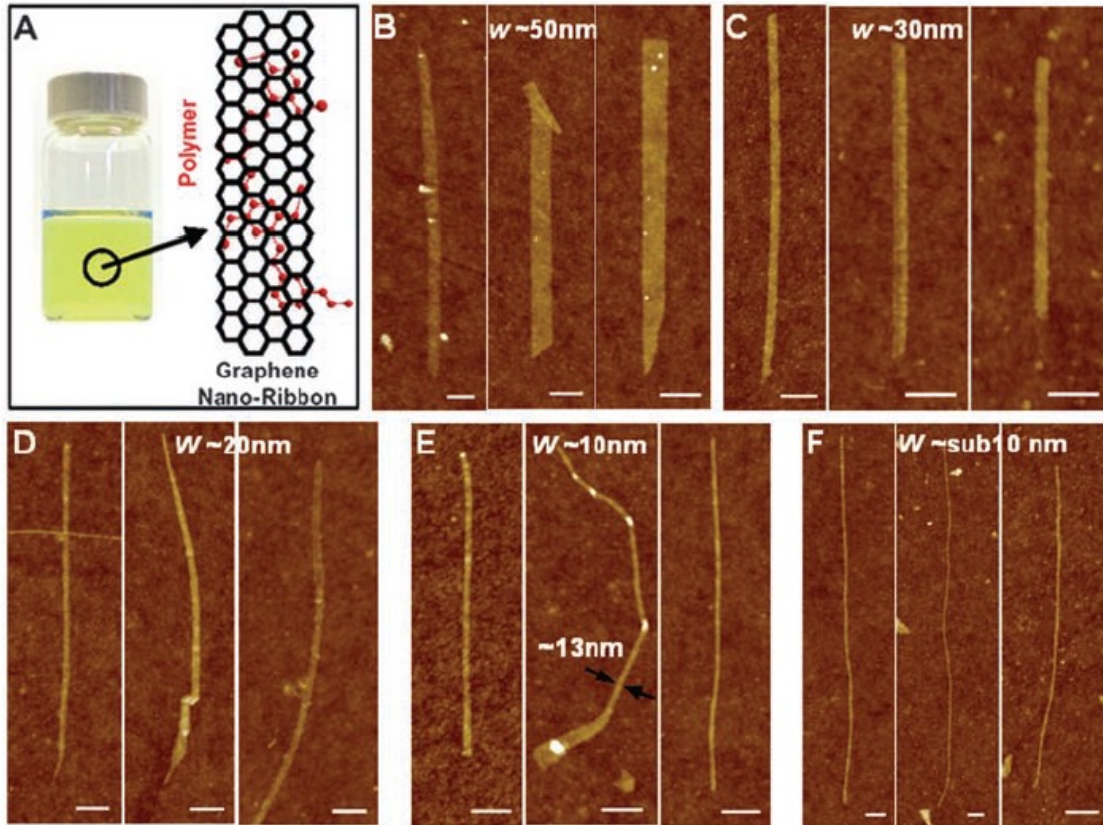 A
Polymer
Graphene
Nano-Ribbon
B
w ~50nm
C
w ~30nm
D
W ~20nm
E
W ~10nm
~13nm
F
W ~sub10 nm